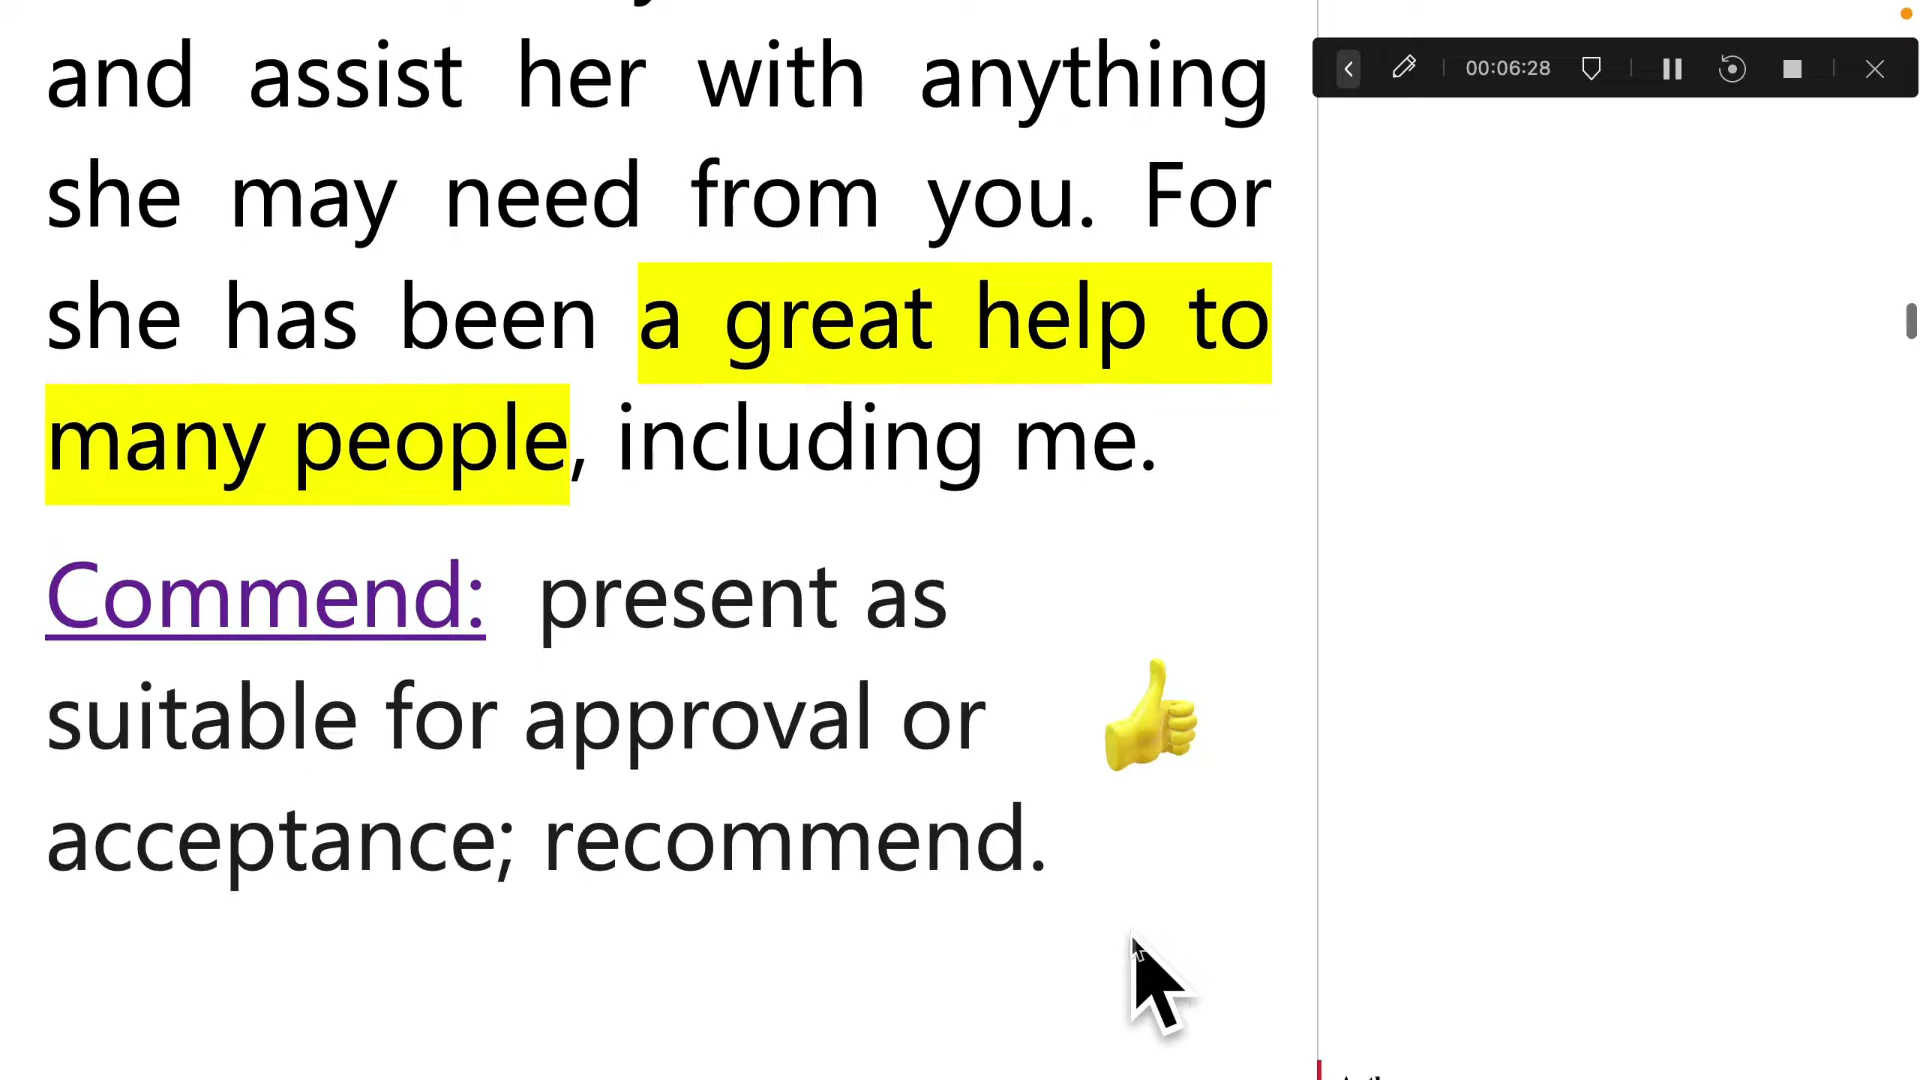 and assist her with anything
she may need from you. For
she has been a great help to
many people, including me.
Commend: present as
suitable for approval or
acceptance; recommend.
00:06:28